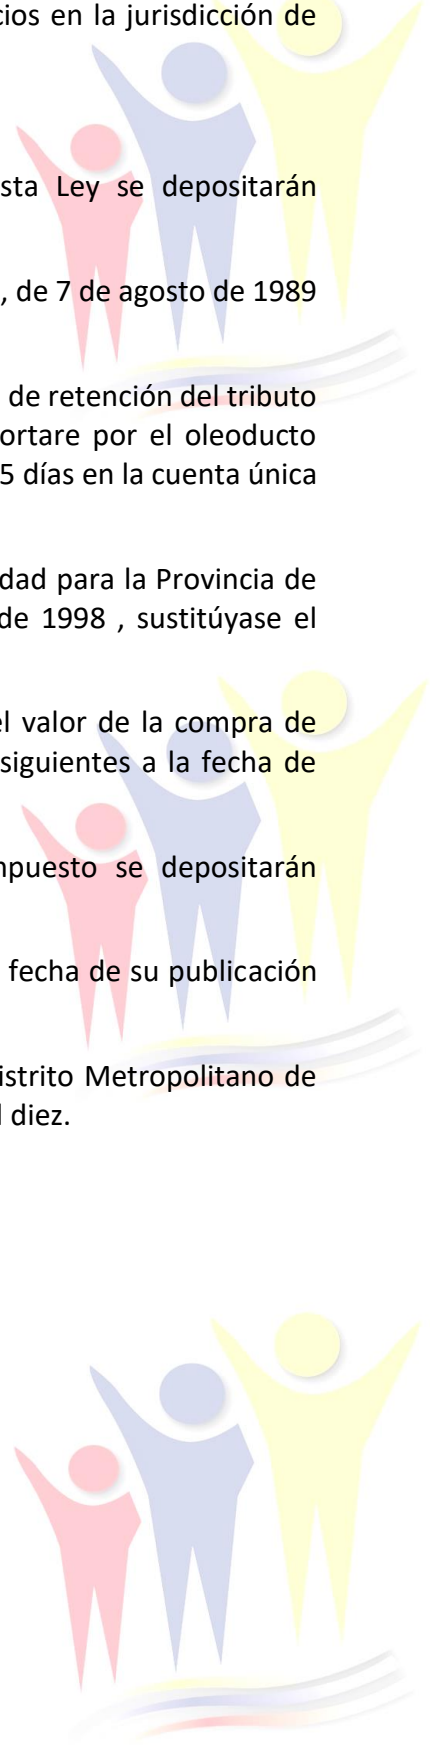 cios en la jurisdicción de
sta Ley se depositarán
, de 7 de agosto de 1989
de retención del tributo
ortare por el oleoducto
5 días en la cuenta única
dad para la Provincia de
de 1998 , sustitúyase el
el valor de la compra de
siguientes a la fecha de
mpuesto se depositarán
fecha de su publicación
istrito Metropolitano de
l diez.